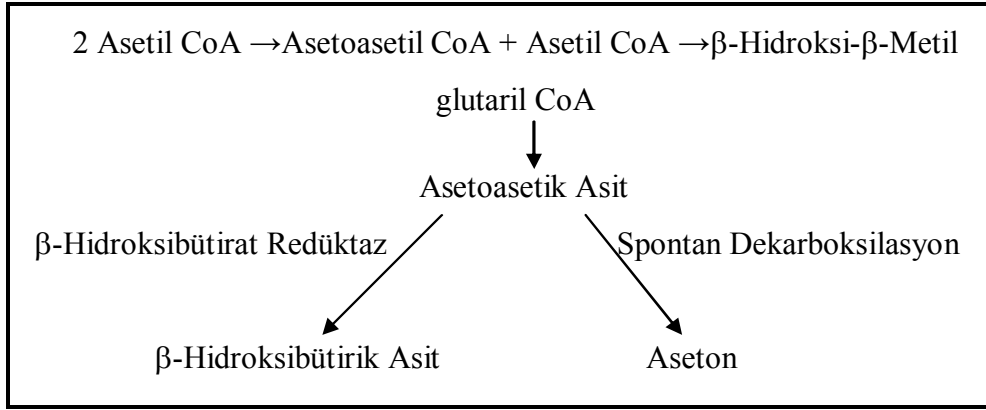 2 Asetil CoA →Asetoasetil CoA + Asetil CoA →β-Hidroksi-β-Metil
glutaril CoA
Asetoasetik Asit
β-Hidroksibütirat Redüktaz
Spontan Dekarboksilasyon
β-Hidroksibütirik Asit
Aseton